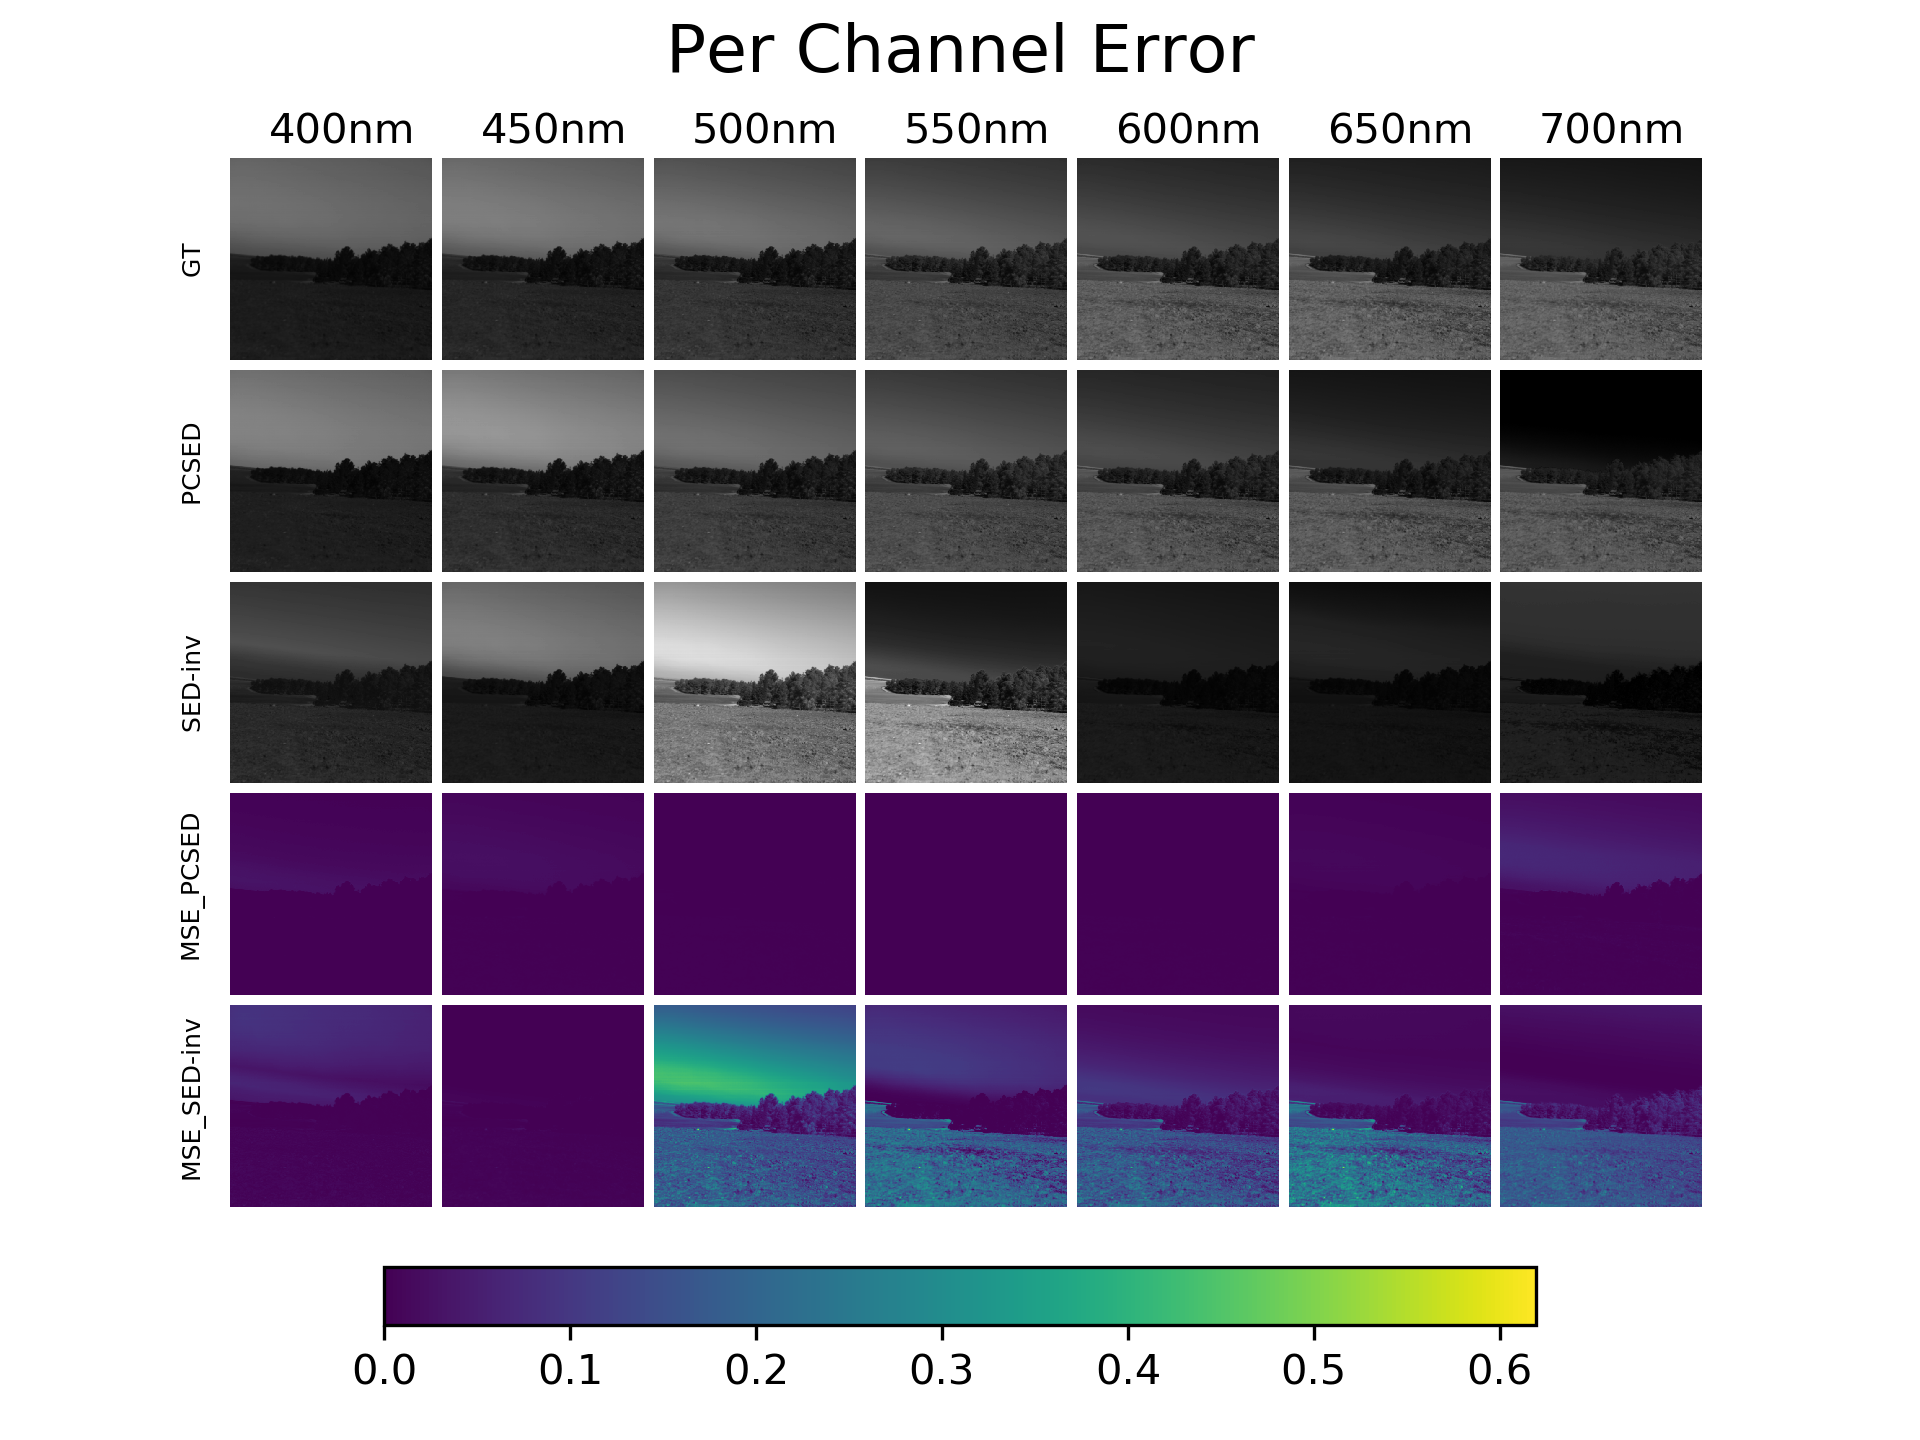 Per Channel Error
400nm 450nm 500nm 550nm 600nm 650nm 700nm
GT
PCSED
SED-inv
MSE_PCSED
MSE_SED-inv
0.0 0.1 0.2 0.3 0.4 0.5 0.6